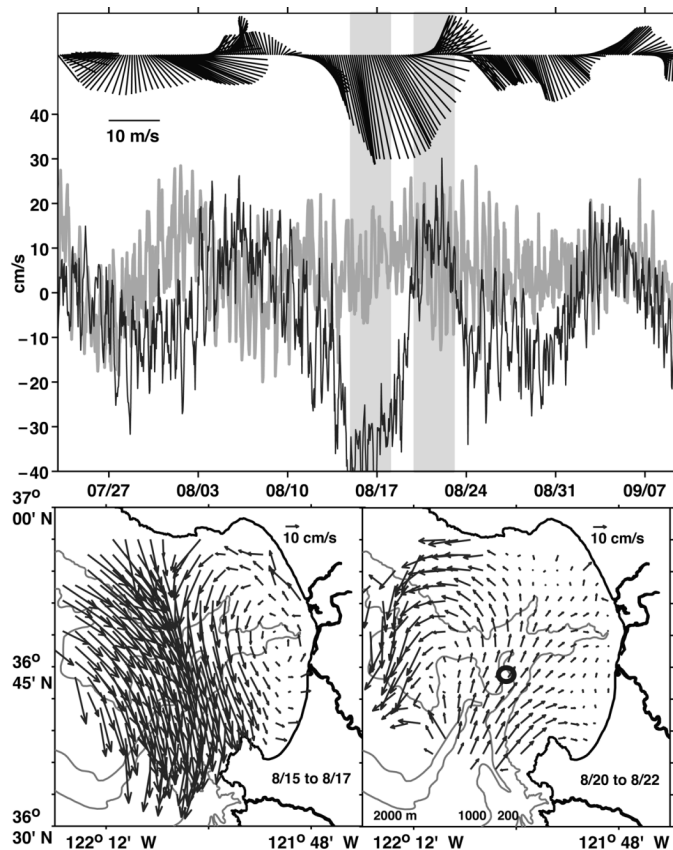 40
10 m/s
30
20
10
0
−10
−20
−30
−40
cm/s
07/27 08/03 08/10 08/17 08/24 08/31 09/07
37° 00' N
10 cm/s
10 cm/s
36° 45' N
8/15 to 8/17
8/20 to 8/22
2000 m
1000
200
36° 30' N
122° 12' W
121° 48' W
122° 12' W
121° 48' W